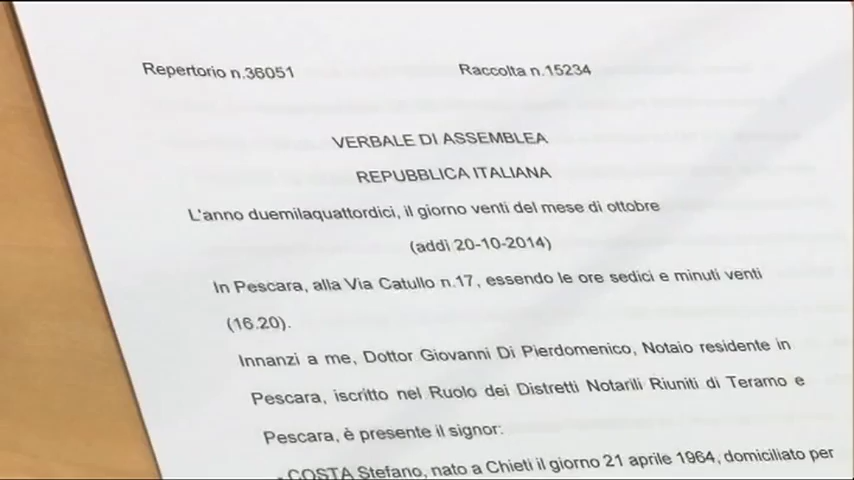 Repertorio n.36051 Raccolta n.15234
VERBALE DI ASSEMBLEA
REPUBBLICA ITALIANA
L'anno duemilaquattordici, il giorno venti del mese di ottobre
(addì 20-10-2014)
In Pescara, alla Via Catullo n.17, essendo le ore sedici e minuti venti
(16.20).
Innanzi a me, Dottor Giovanni Di Pierdomenico, Notaio residente in
Pescara, iscritto nel Ruolo dei Distretti Notarili Riuniti di Teramo e
Pescara, è presente il signor:
- COSTA Stefano, nato a Chieti il giorno 21 aprile 1964, domiciliato per